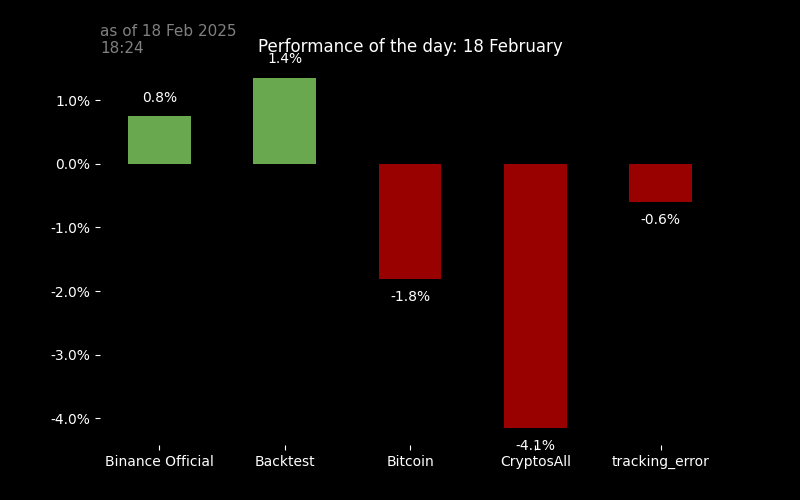 as of 18 Feb 2025
18:24
Performance of the day: 18 February
1.4%
0.8%
1.0%
0.0%
-1.0%
-0.6%
-2.0%
-1.8%
-3.0%
-4.0%
-4.1%
Binance Official
Backtest
Bitcoin
CryptosAll
tracking_error